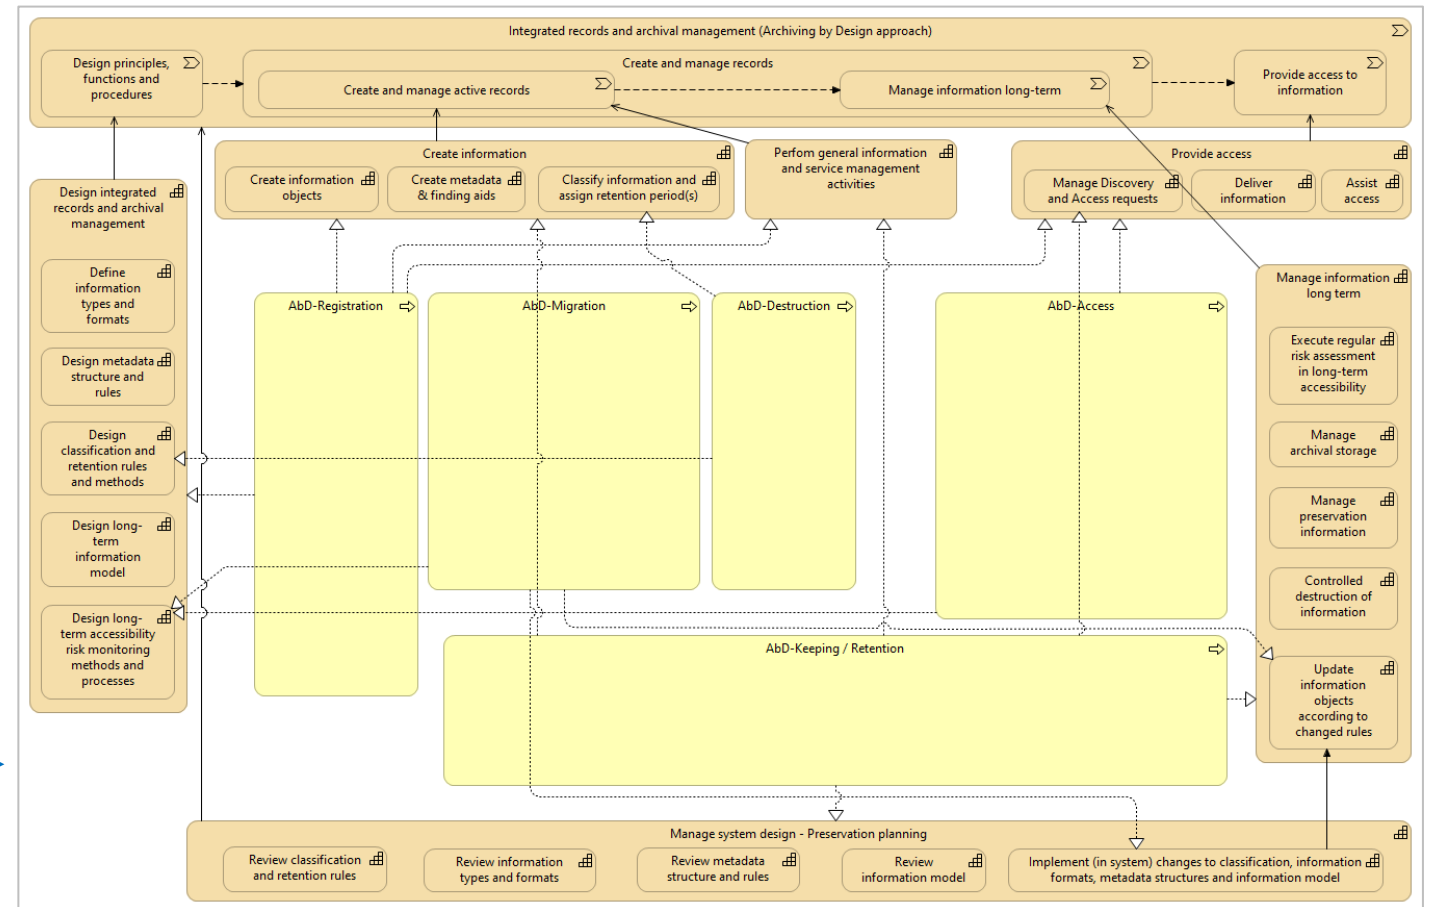 Integrated records and archival management (Archiving by Design approach)
Design principles,
functions and
procedures
Create and manage records
Create and manage active records
Manage information long-term
Provide access to
information
Create information
Create information
objects
Create metadata
& finding aids
Classify information and
assign retention period(s)
Perfom general information
and service management
activities
Provide access
Manage Discovery
and Access requests
Deliver
information
Assist
access
Design integrated
records and archival
management
Define
information
types and
formats
Design metadata
structure and
rules
Design
classification and
retention rules
and methods
Design long-
term
information
model
Design long-
term accessibility
risk monitoring
methods and
processes
AbD-Registration
AbD-Migration
AbD-Destruction
AbD-Access
AbD-Keeping / Retention
Manage information
long term
Execute regular
risk assessment
in long-term
accessibility
Manage
archival storage
Manage
preservation
information
Controlled
destruction of
information
Update
information
objects
according to
changed rules
Manage system design - Preservation planning
Review classification
and retention rules
Review information
types and formats
Review metadata
structure and rules
Review
information model
Implement (in system) changes to classification, information
formats, metadata structures and information model